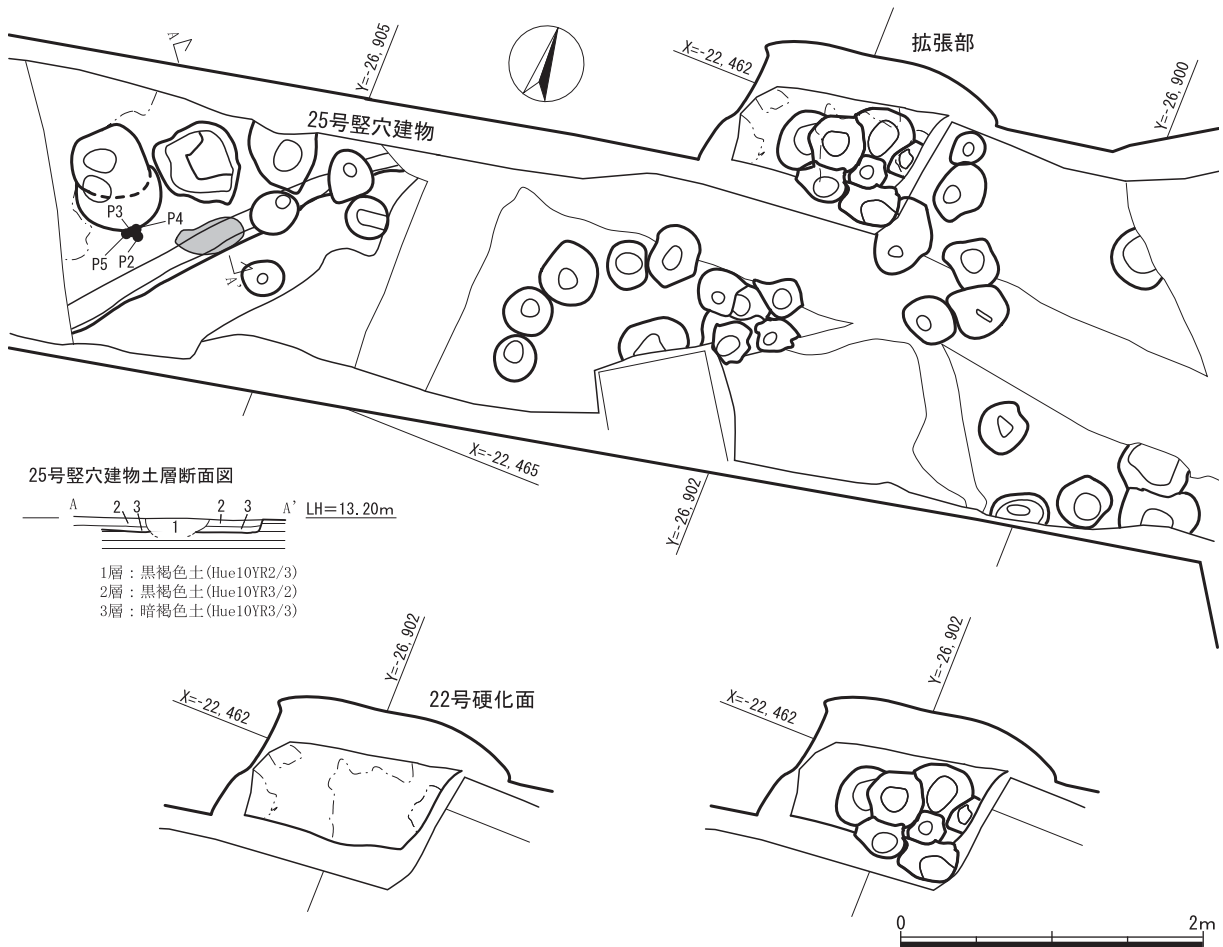 拡張部
X=-22,462
Y=-26,905
Y=-26,900
A
25号竪穴建物
P3
P4
P5
P2
A'
X=-22,465
Y=-26,902
25号竪穴建物土層断面図
A
2
3
1
2
3
A'
LH=13.20m
1層：黒褐色土(Hue10YR2/3)
2層：黒褐色土(Hue10YR3/2)
3層：暗褐色土(Hue10YR3/3)
X=-22,462
Y=-26,902
22号硬化面
X=-22,462
Y=-26,902
0
2m